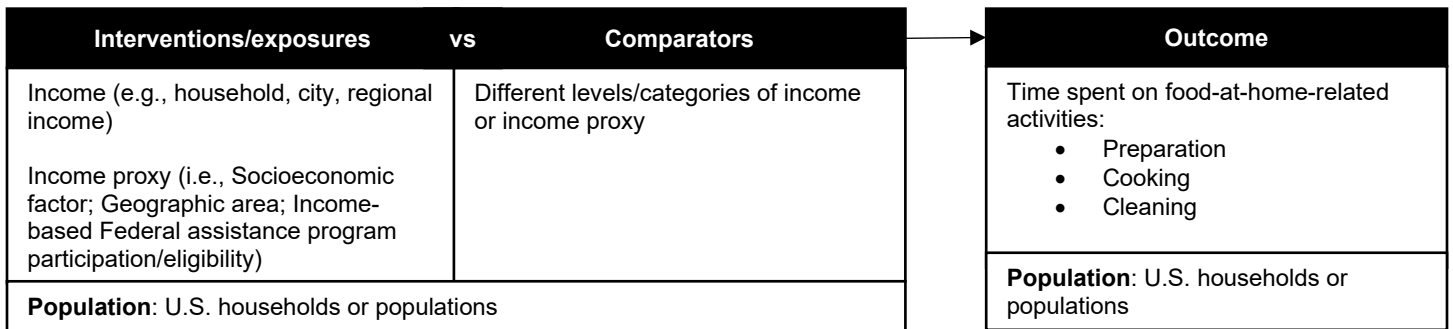 Interventions/exposures vs Comparators
Income (e.g., household, city, regional
income)
Income proxy (i.e., Socioeconomic
factor; Geographic area; Income-
based Federal assistance program
participation/eligibility)
Different levels/categories of income
or income proxy
Population: U.S. households or populations
Outcome
Time spent on food-at-home-related
activities:
• Preparation
• Cooking
• Cleaning
Population: U.S. households or
populations